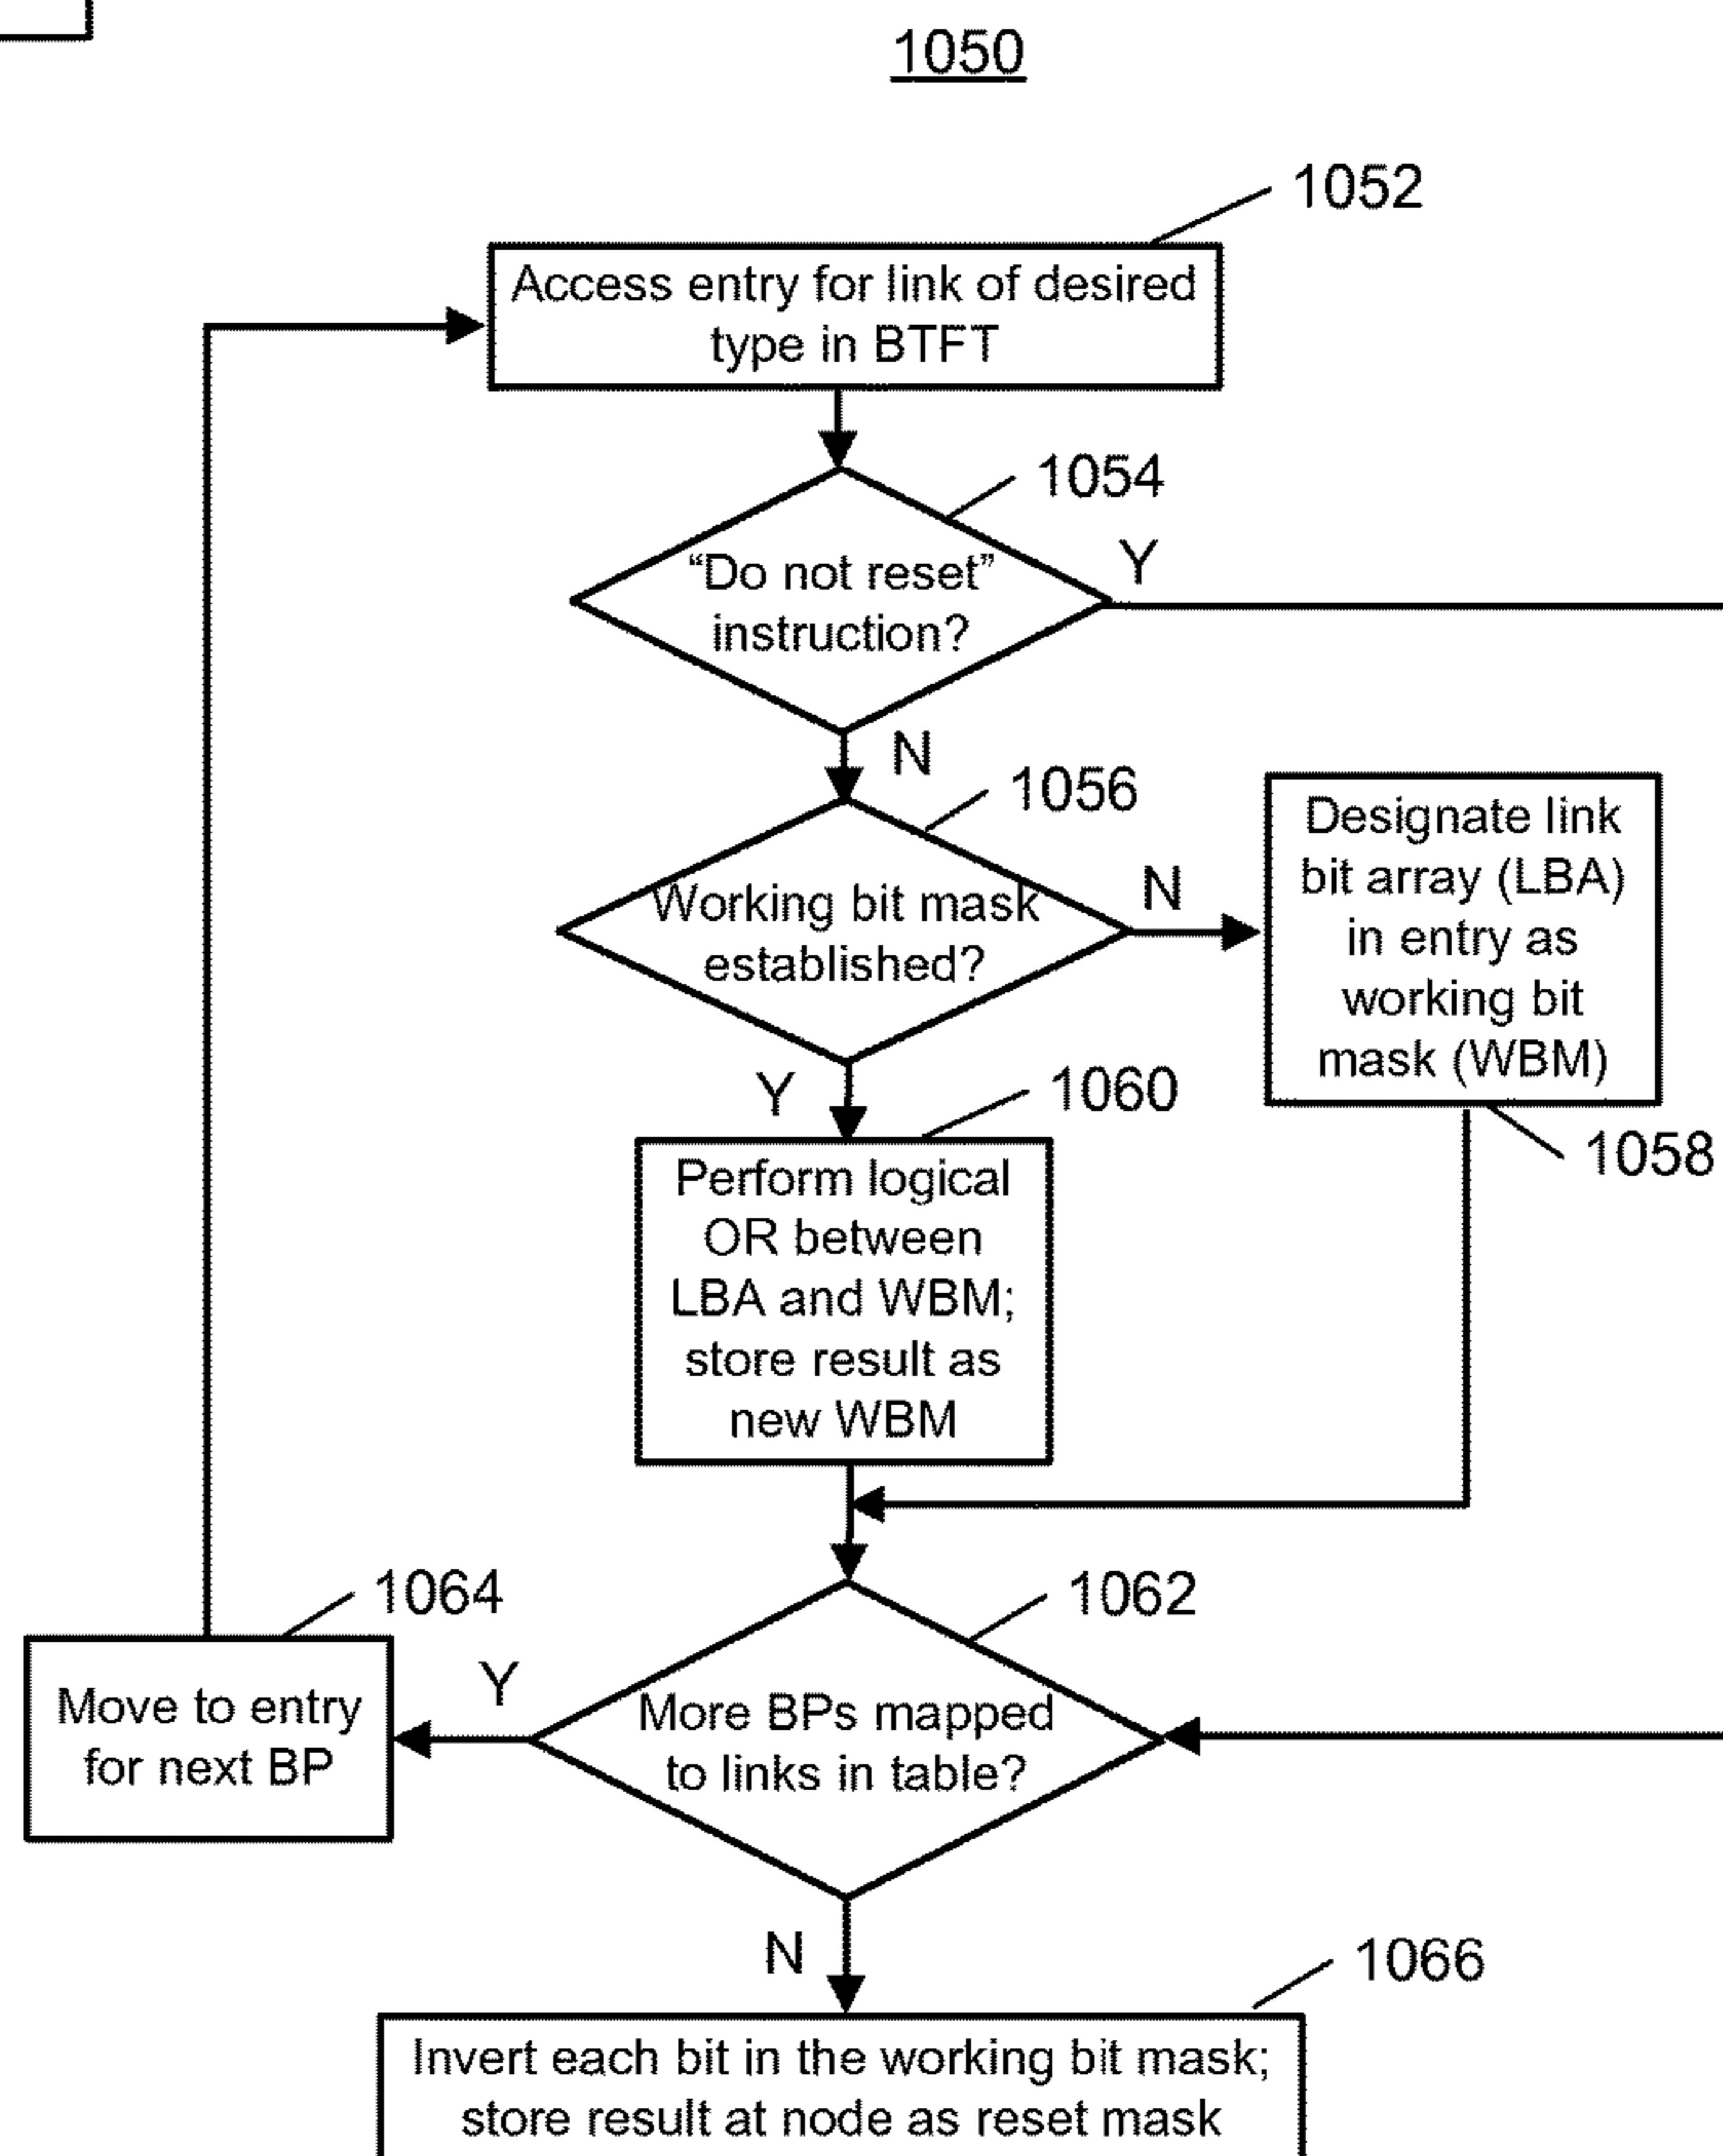 1050
1052
Access entry for link of desired
type in BTFT
1054
“Do not reset”
instruction?
Y
N
1056
Working bit mask
established?
N
Designate link
bit array (LBA)
in entry as
working bit
mask (WBM)
1058
Y
1060
Perform logical
OR between
LBA and WBM;
store result as
new WBM
1062
More BPs mapped
to links in table?
Y
1064
Move to entry
for next BP
N
1066
Invert each bit in the working bit mask;
store result at node as reset mask